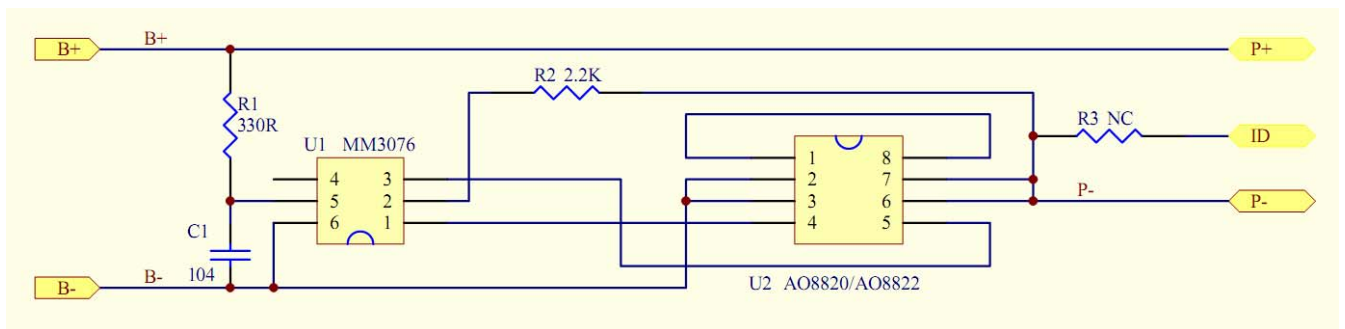 B+ B+ P+
R2 2.2K
R1
330R
R3 NC ID
U1 MM3076
1 8
4 3
2 7
5 2
3 6
P- P-
6 1
4 5
C1
104
B- B-
U2 AO8820/AO8822